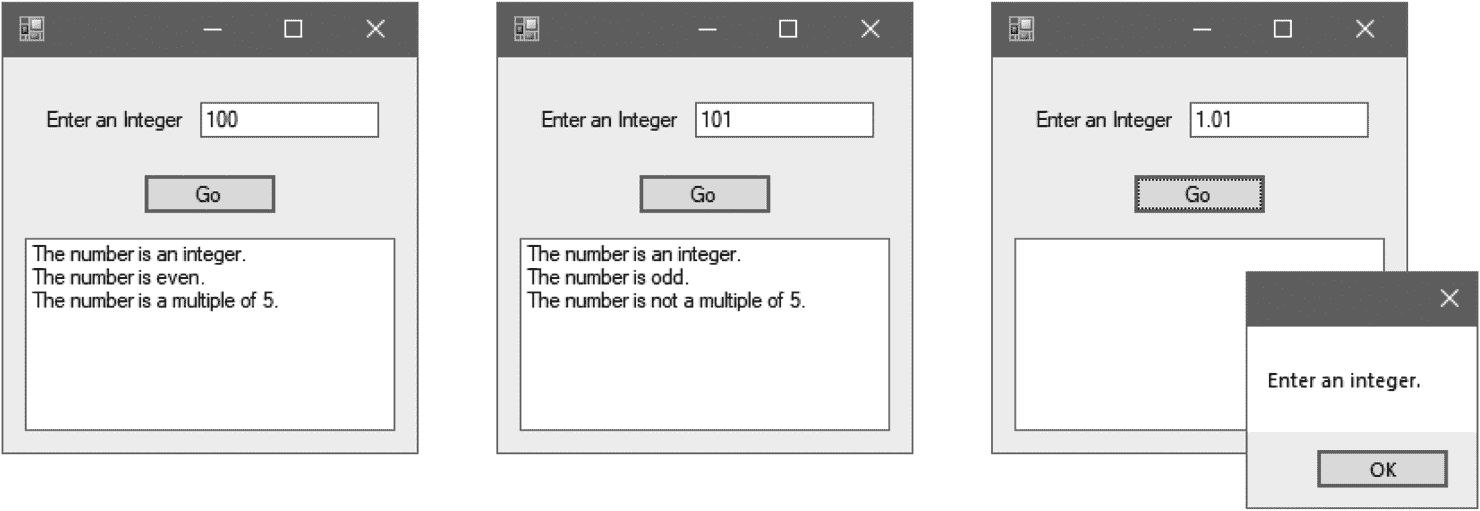 Enter an Integer 100
Go
The number is an integer.
The number is even.
The number is a multiple of 5.
Enter an Integer 101
Go
The number is an integer.
The number is odd.
The number is not a multiple of 5.
Enter an Integer 1.01
Go
Enter an integer.
OK